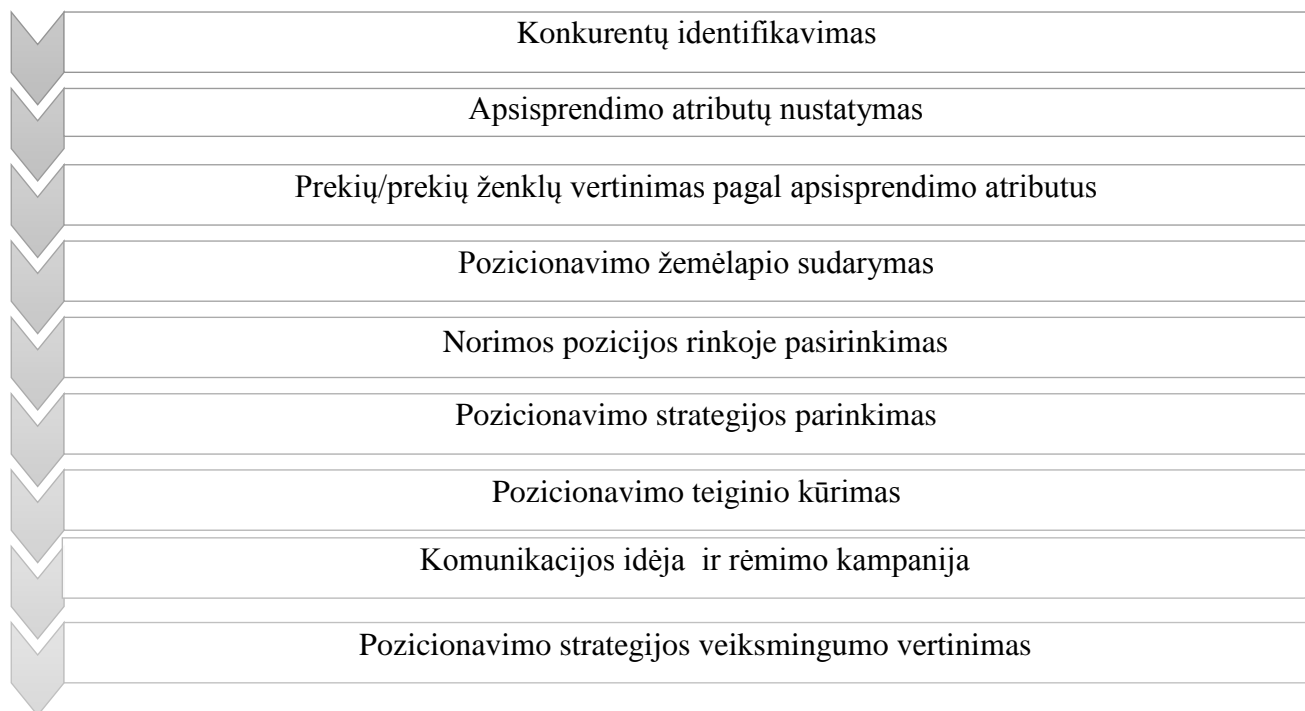 Konkurentų identifikavimas
Apsisprendimo atributų nustatymas
Prekių/prekių ženklų vertinimas pagal apsisprendimo atributus
Pozicionavimo žemėlapio sudarymas
Norimos pozicijos rinkoje pasirinkimas
Pozicionavimo strategijos parinkimas
Pozicionavimo teiginio kūrimas
Komunikacijos idėja ir rėmimo kampanija
Pozicionavimo strategijos veiksmingumo vertinimas